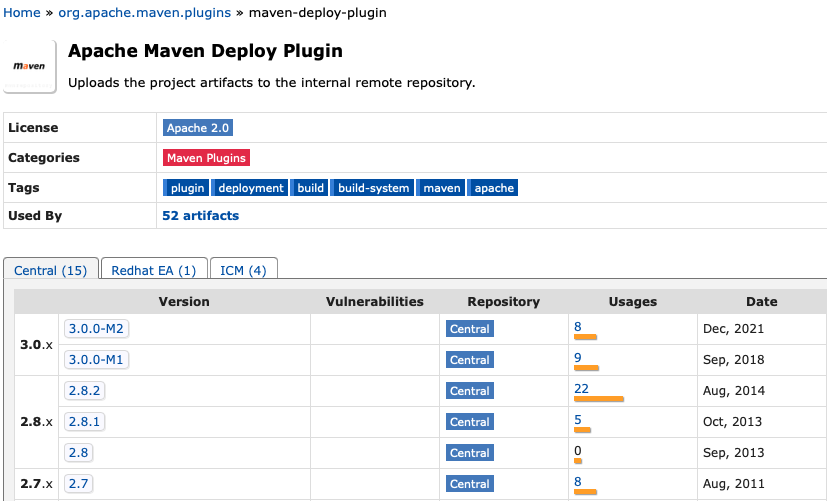 Home » org.apache.maven.plugins » maven-deploy-plugin
maven
Apache Maven Deploy Plugin
Uploads the project artifacts to the internal remote repository.
License Apache 2.0
Categories Maven Plugins
Tags plugin deployment build build-system maven apache
Used By 52 artifacts
Central (15) Redhat EA (1) ICM (4)
Version Vulnerabilities Repository Usages Date
3.0.x 3.0.0-M2 Central 8 Dec, 2021
3.0.0-M1 Central 9 Sep, 2018
2.8.x 2.8.2 Central 22 Aug, 2014
2.8.1 Central 5 Oct, 2013
2.8 Central 0 Sep, 2013
2.7.x 2.7 Central 8 Aug, 2011